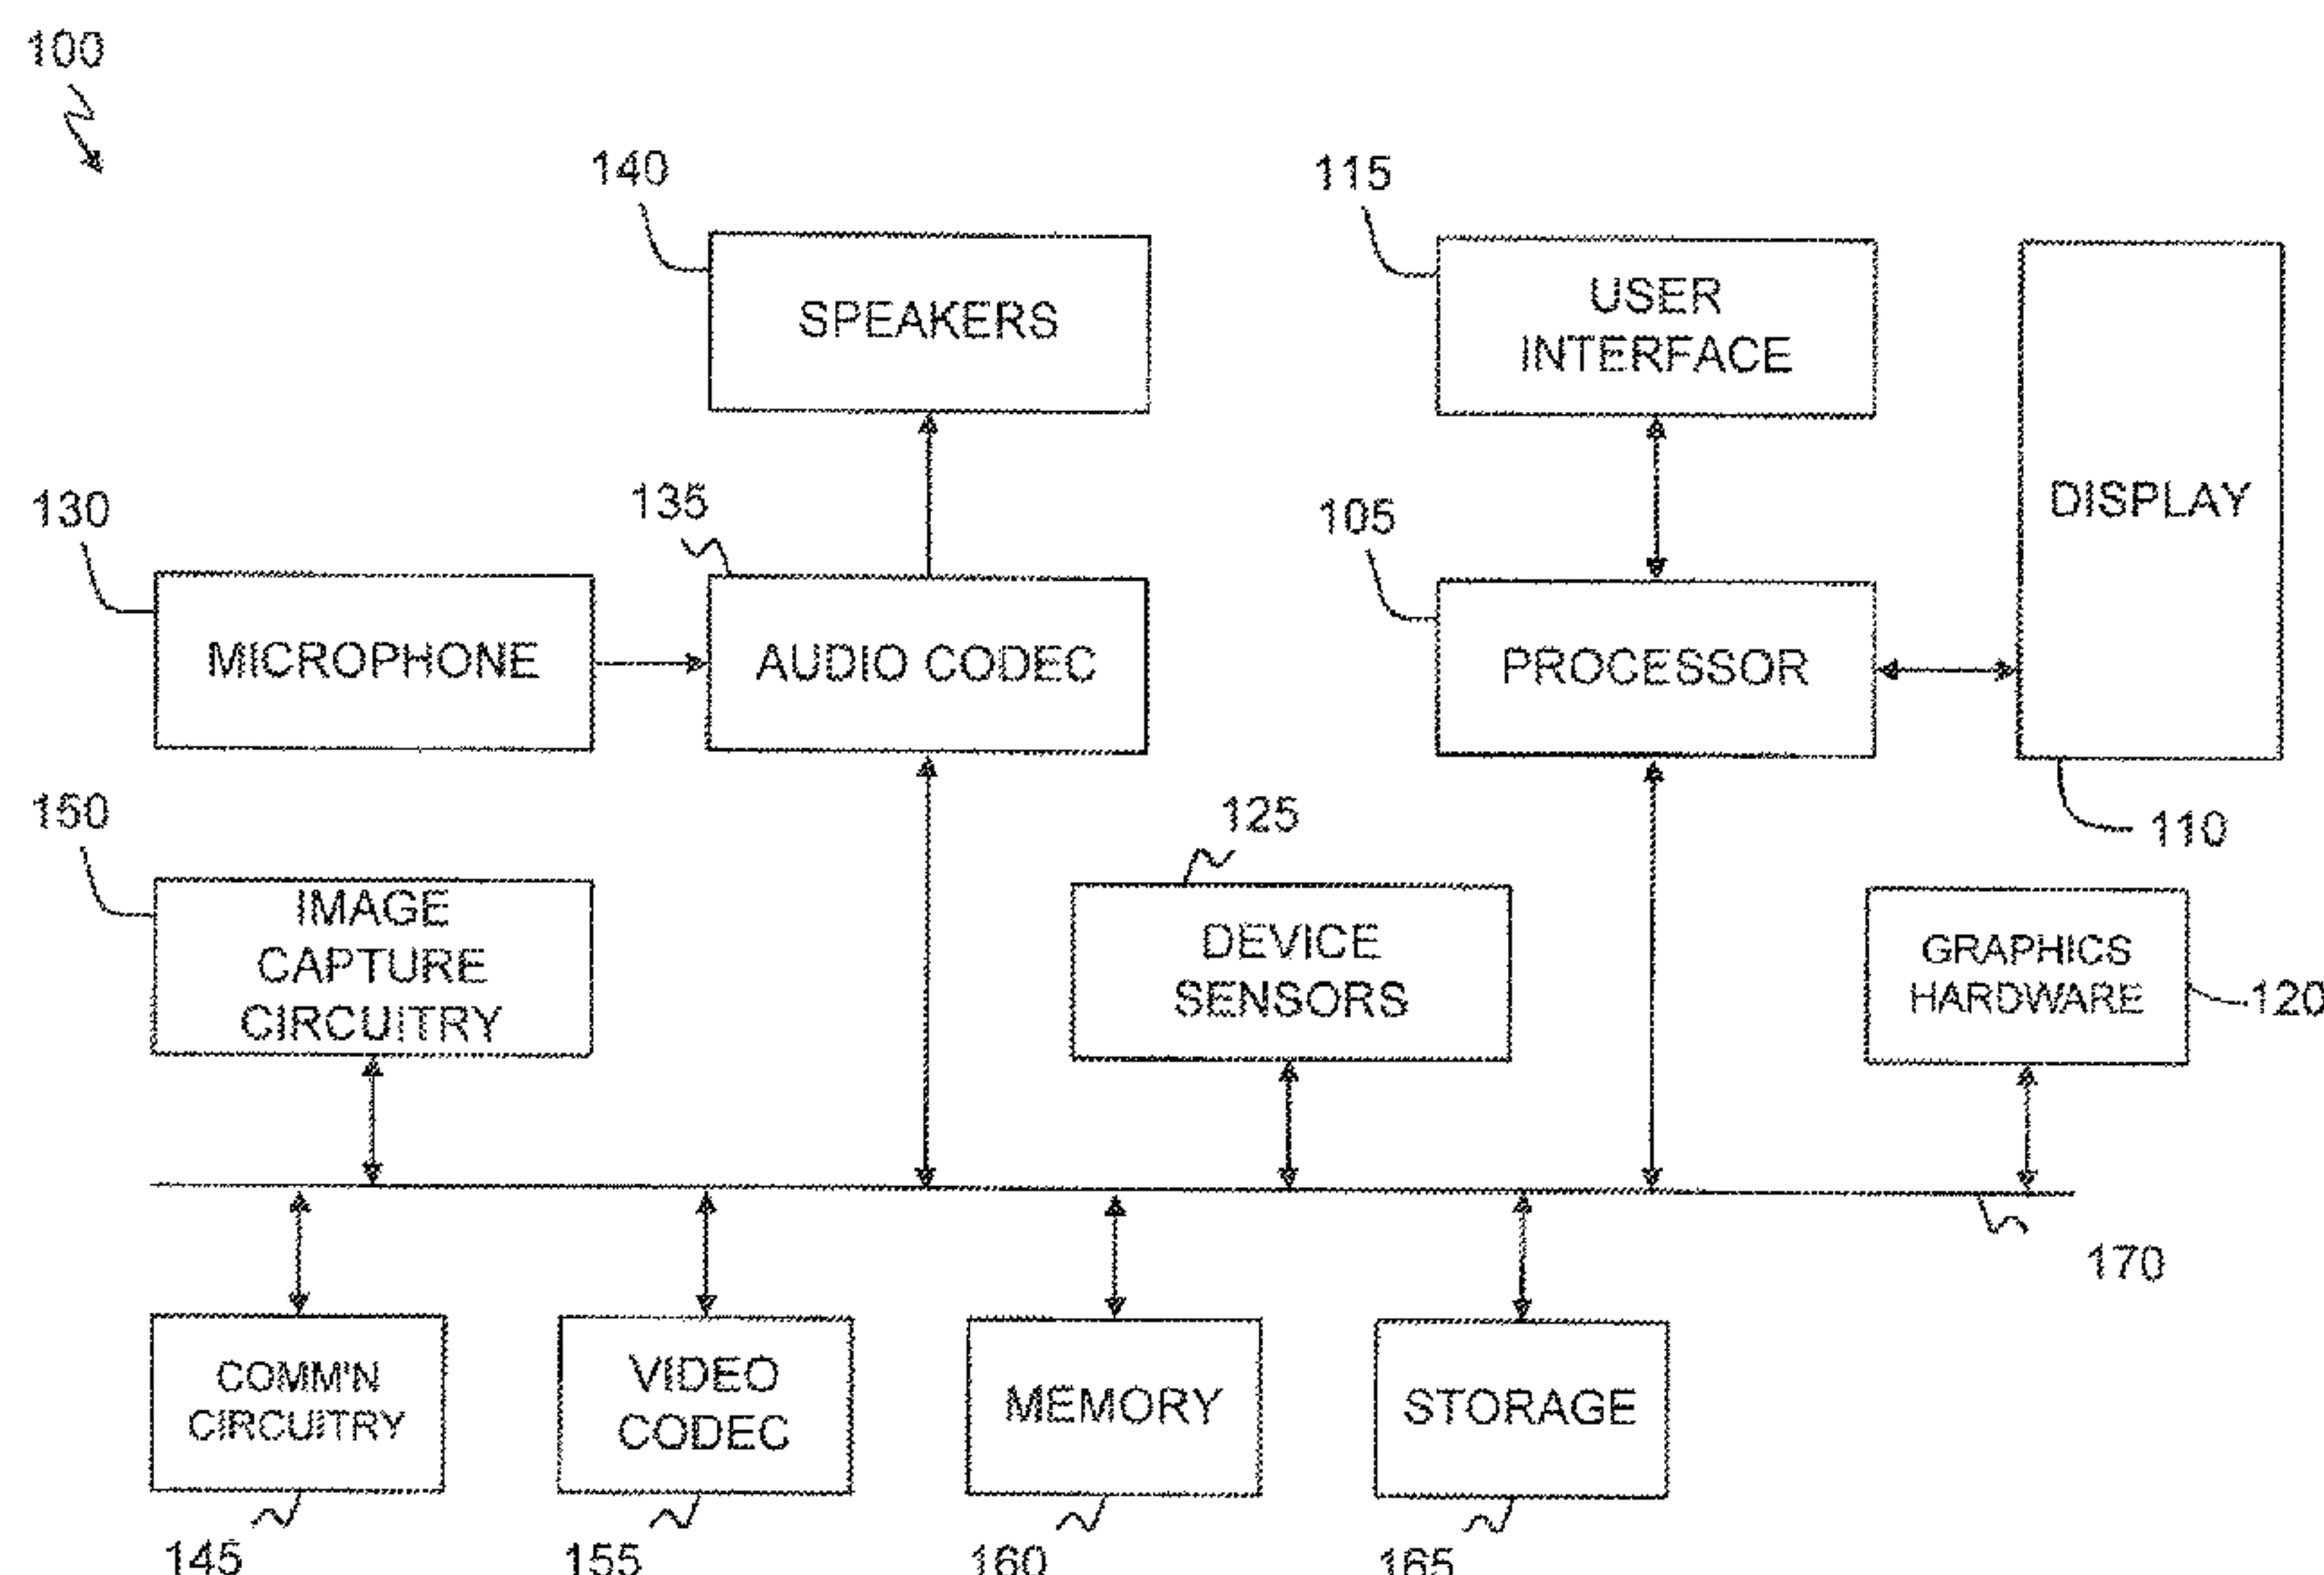 100
140
SPEAKERS
115
USER
INTERFACE
DISPLAY
130
MICROPHONE
135
AUDIO CODEC
105
PROCESSOR
110
150
IMAGE
CAPTURE
CIRCUITRY
125
DEVICE
SENSORS
GRAPHICS
HARDWARE
120
170
COMM'N
CIRCUITRY
VIDEO
CODEC
MEMORY
STORAGE
145
155
160
165